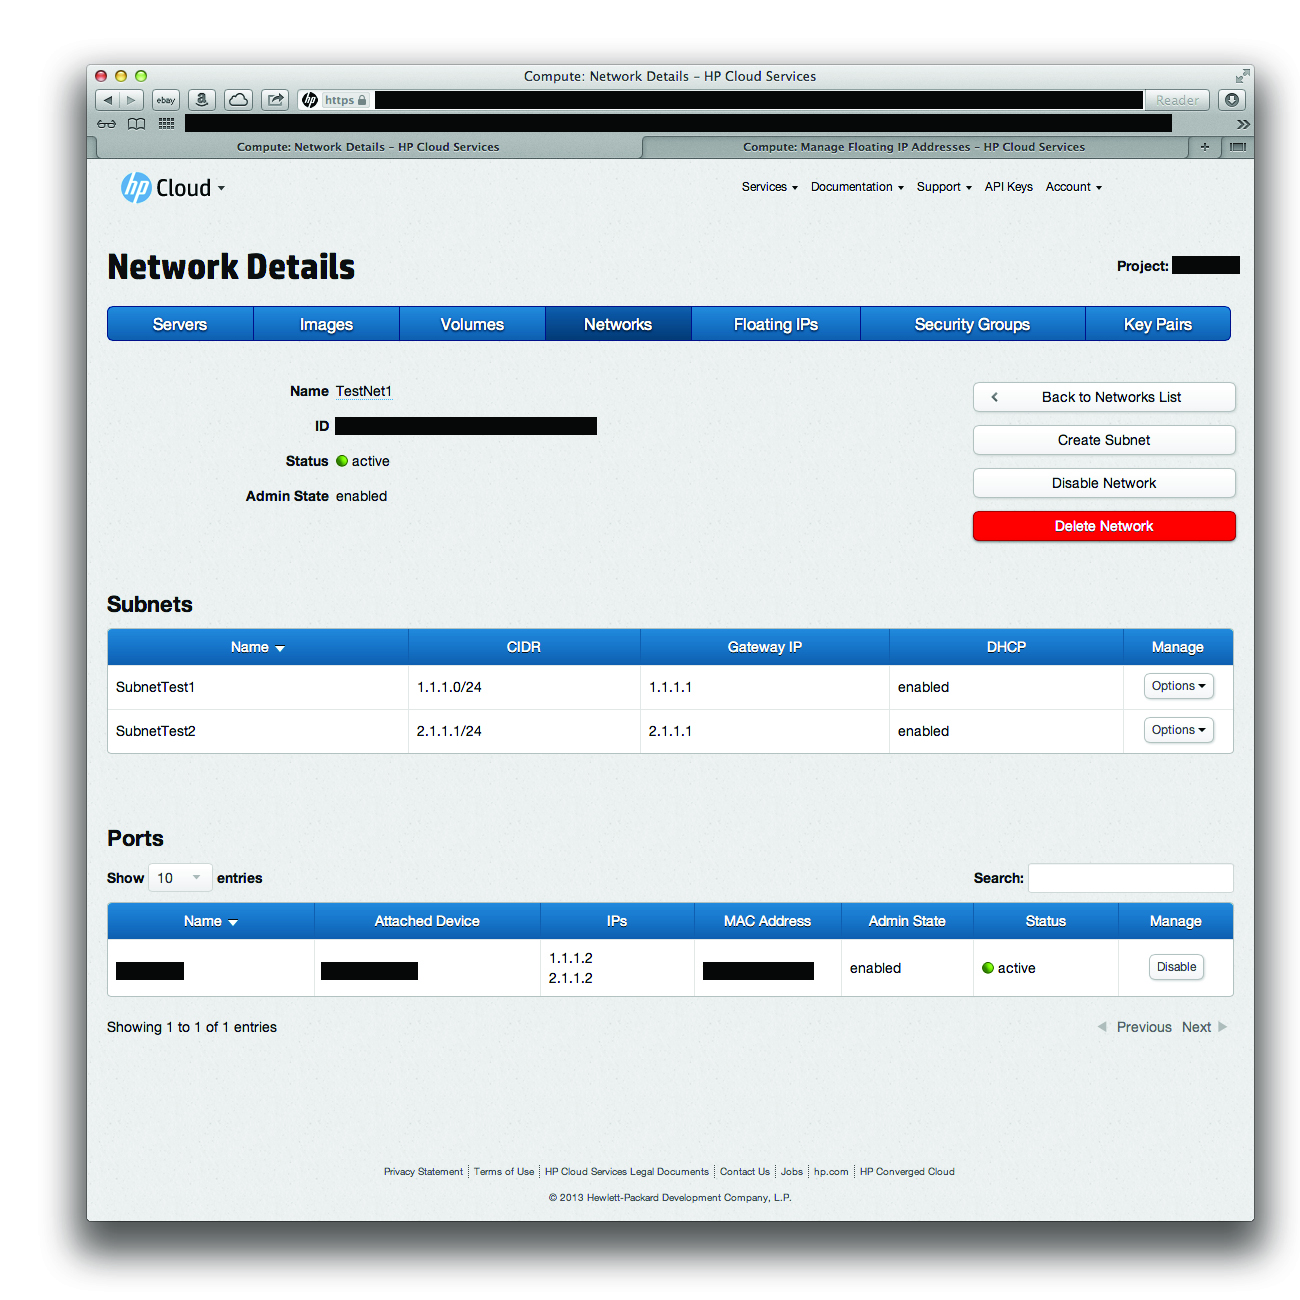 Compute: Network Details – HP Cloud Services
ebay a hp https Reader
Compute: Network Details – HP Cloud Services Compute: Manage Floating IP Addresses – HP Cloud Services +
hp Cloud Services Documentation Support API Keys Account
Network Details Project:
Servers Images Volumes Networks Floating IPs Security Groups Key Pairs
Name TestNet1 Back to Networks List
ID
Create Subnet
Status active
Disable Network
Admin State enabled
Delete Network
Subnets
Name CIDR Gateway IP DHCP Manage
SubnetTest1 1.1.1.0/24 1.1.1.1 enabled Options
SubnetTest2 2.1.1.1/24 2.1.1.1 enabled Options
Ports
Show 10 entries Search:
Name Attached Device IPs MAC Address Admin State Status Manage
1.1.1.2
2.1.1.2
enabled active Disable
Showing 1 to 1 of 1 entries Previous Next
Privacy Statement Terms of Use HP Cloud Services Legal Documents Contact Us Jobs hp.com HP Converged Cloud
© 2013 Hewlett-Packard Development Company, L.P.